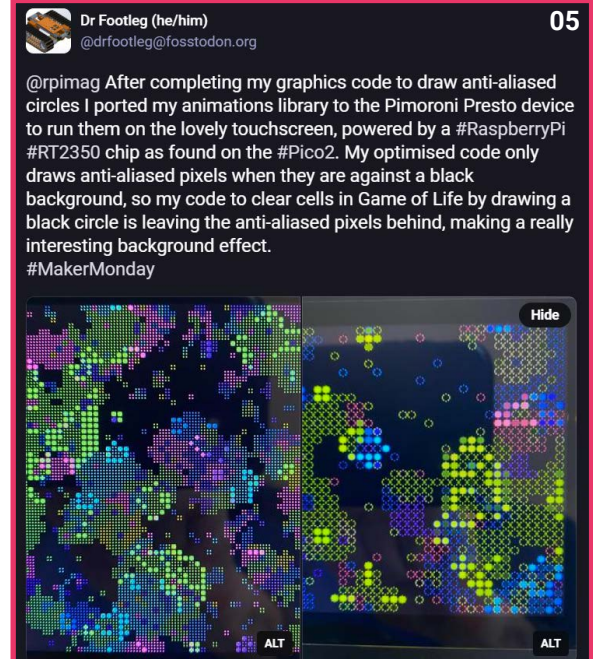 Dr Footleg (he/him)
05
@drfootleg@fosstodon.org
@rpimag After completing my graphics code to draw anti-aliased
circles I ported my animations library to the Pimoroni Presto device
to run them on the lovely touchscreen, powered by a #RaspberryPi
#RT2350 chip as found on the #Pico2. My optimised code only
draws anti-aliased pixels when they are against a black
background, so my code to clear cells in Game of Life by drawing a
black circle is leaving the anti-aliased pixels behind, making a really
interesting background effect.
#MakerMonday
Hide
ALT
ALT